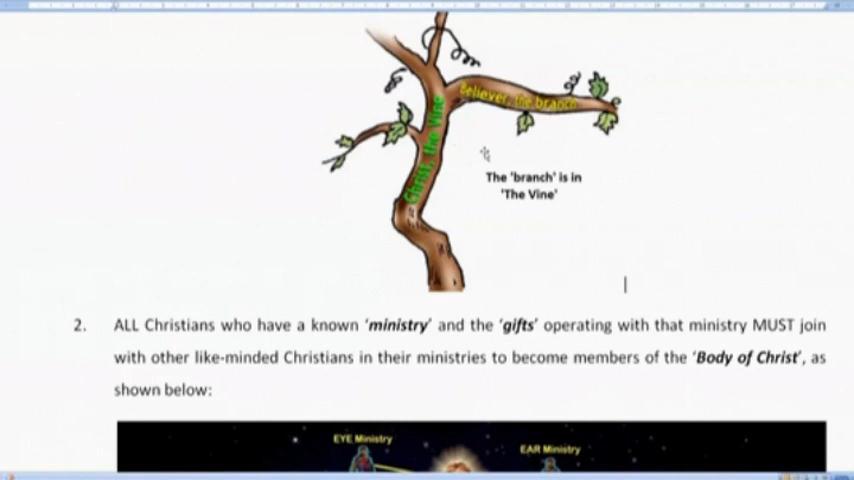 Believer, the branch
Christ, the Vine
The 'branch' is in
'The Vine'
2. ALL Christians who have a known 'ministry' and the 'gifts' operating with that ministry MUST join
with other like-minded Christians in their ministries to become members of the 'Body of Christ', as
shown below:
EYE Ministry
EAR Ministry